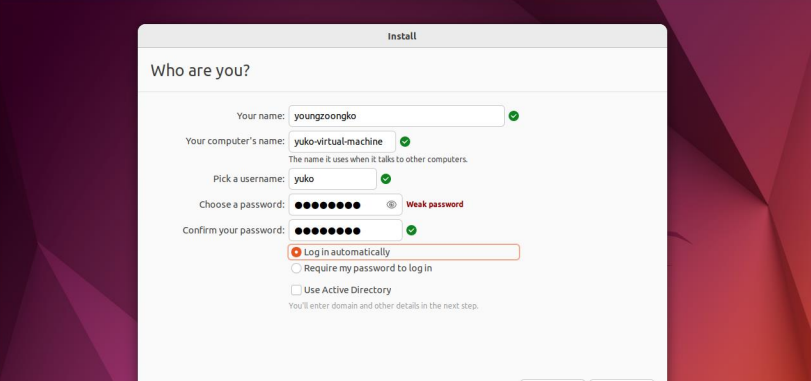 Install
Who are you?
Your name: youngzoongko
Your computer's name: yuko-virtual-machine
The name it uses when it talks to other computers.
Pick a username: yuko
Choose a password: ●●●●●●●● Weak password
Confirm your password: ●●●●●●●●
Log in automatically
Require my password to log in
Use Active Directory
You'll enter domain and other details in the next step.